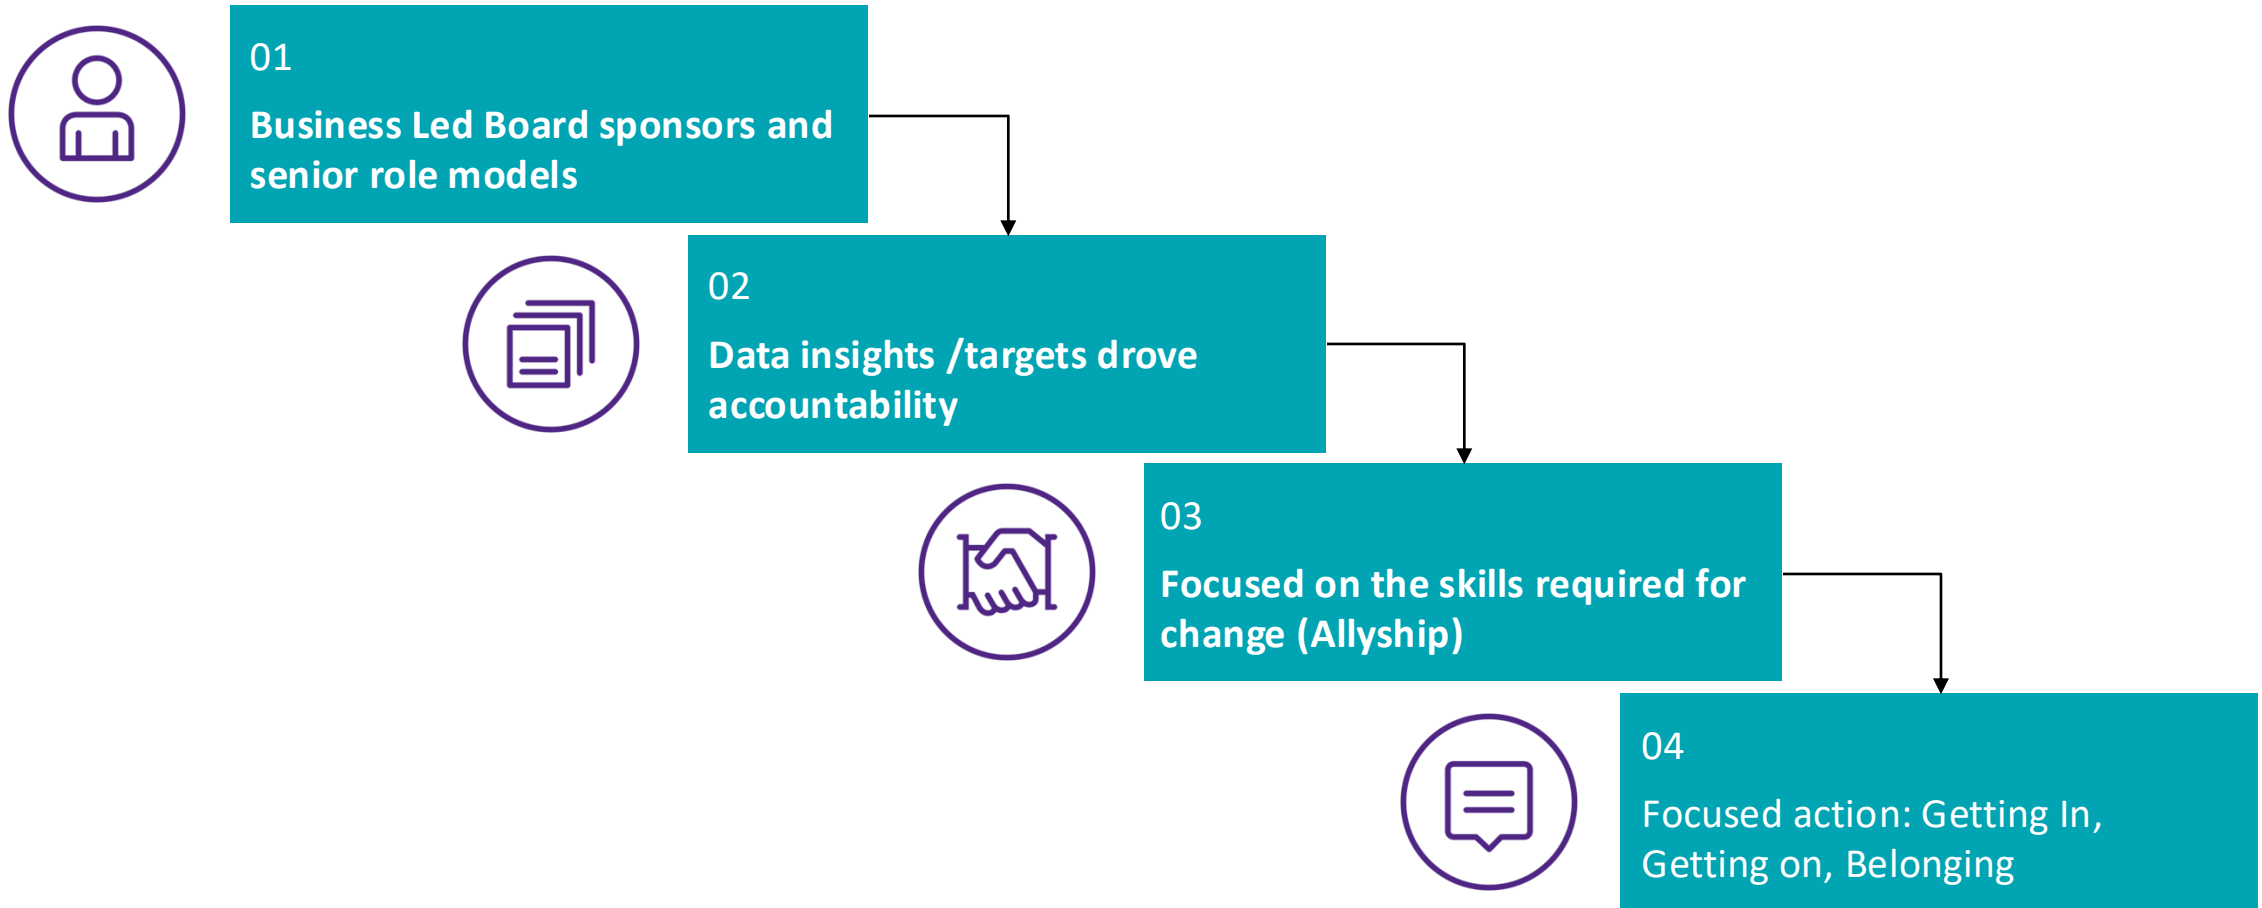 01
Business Led Board sponsors and
senior role models
02
Data insights /targets drove
accountability
03
Focused on the skills required for
change (Allyship)
04
Focused action: Getting In,
Getting on, Belonging